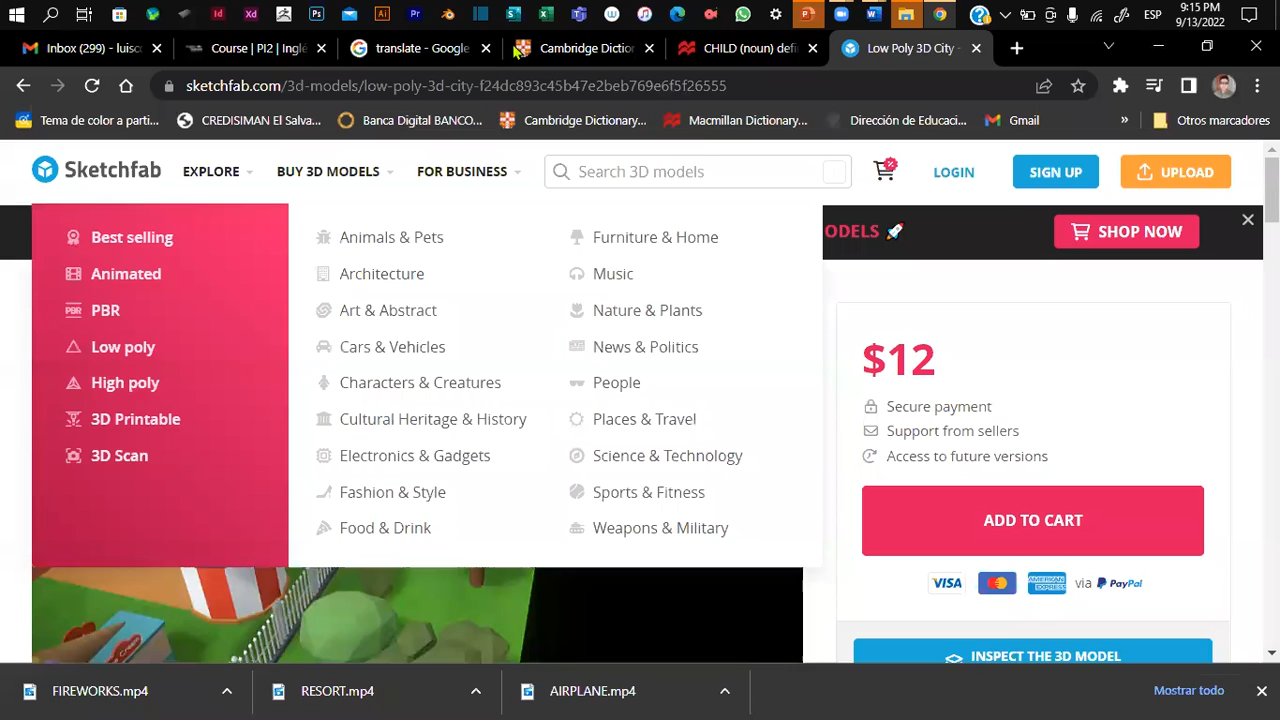 ESP
9:15 PM
9/13/2022
Inbox (299) - luisc
Course | PI2 | Ingl
translate - Google
Cambridge Dictio
CHILD (noun) defi
Low Poly 3D City -
sketchfab.com/3d-models/low-poly-3d-city-f24dc893c45b47e2beb769e6f5f26555
Tema de color a parti...
CREDISIMAN El Salva...
Banca Digital BANCO...
Cambridge Dictionary...
Macmillan Dictionary...
Dirección de Educaci...
Gmail
»
Otros marcadores
Sketchfab
EXPLORE
BUY 3D MODELS
FOR BUSINESS
Search 3D models
LOGIN
SIGN UP
UPLOAD
ODELS 🚀
SHOP NOW
Best selling
Animated
PBR
Low poly
High poly
3D Printable
3D Scan
Animals & Pets
Architecture
Art & Abstract
Cars & Vehicles
Characters & Creatures
Cultural Heritage & History
Electronics & Gadgets
Fashion & Style
Food & Drink
Furniture & Home
Music
Nature & Plants
News & Politics
People
Places & Travel
Science & Technology
Sports & Fitness
Weapons & Military
$12
Secure payment
Support from sellers
Access to future versions
ADD TO CART
VISA
AMERICAN EXPRESS
via PayPal
INSPECT THE 3D MODEL
FIREWORKS.mp4
RESORT.mp4
AIRPLANE.mp4
Mostrar todo